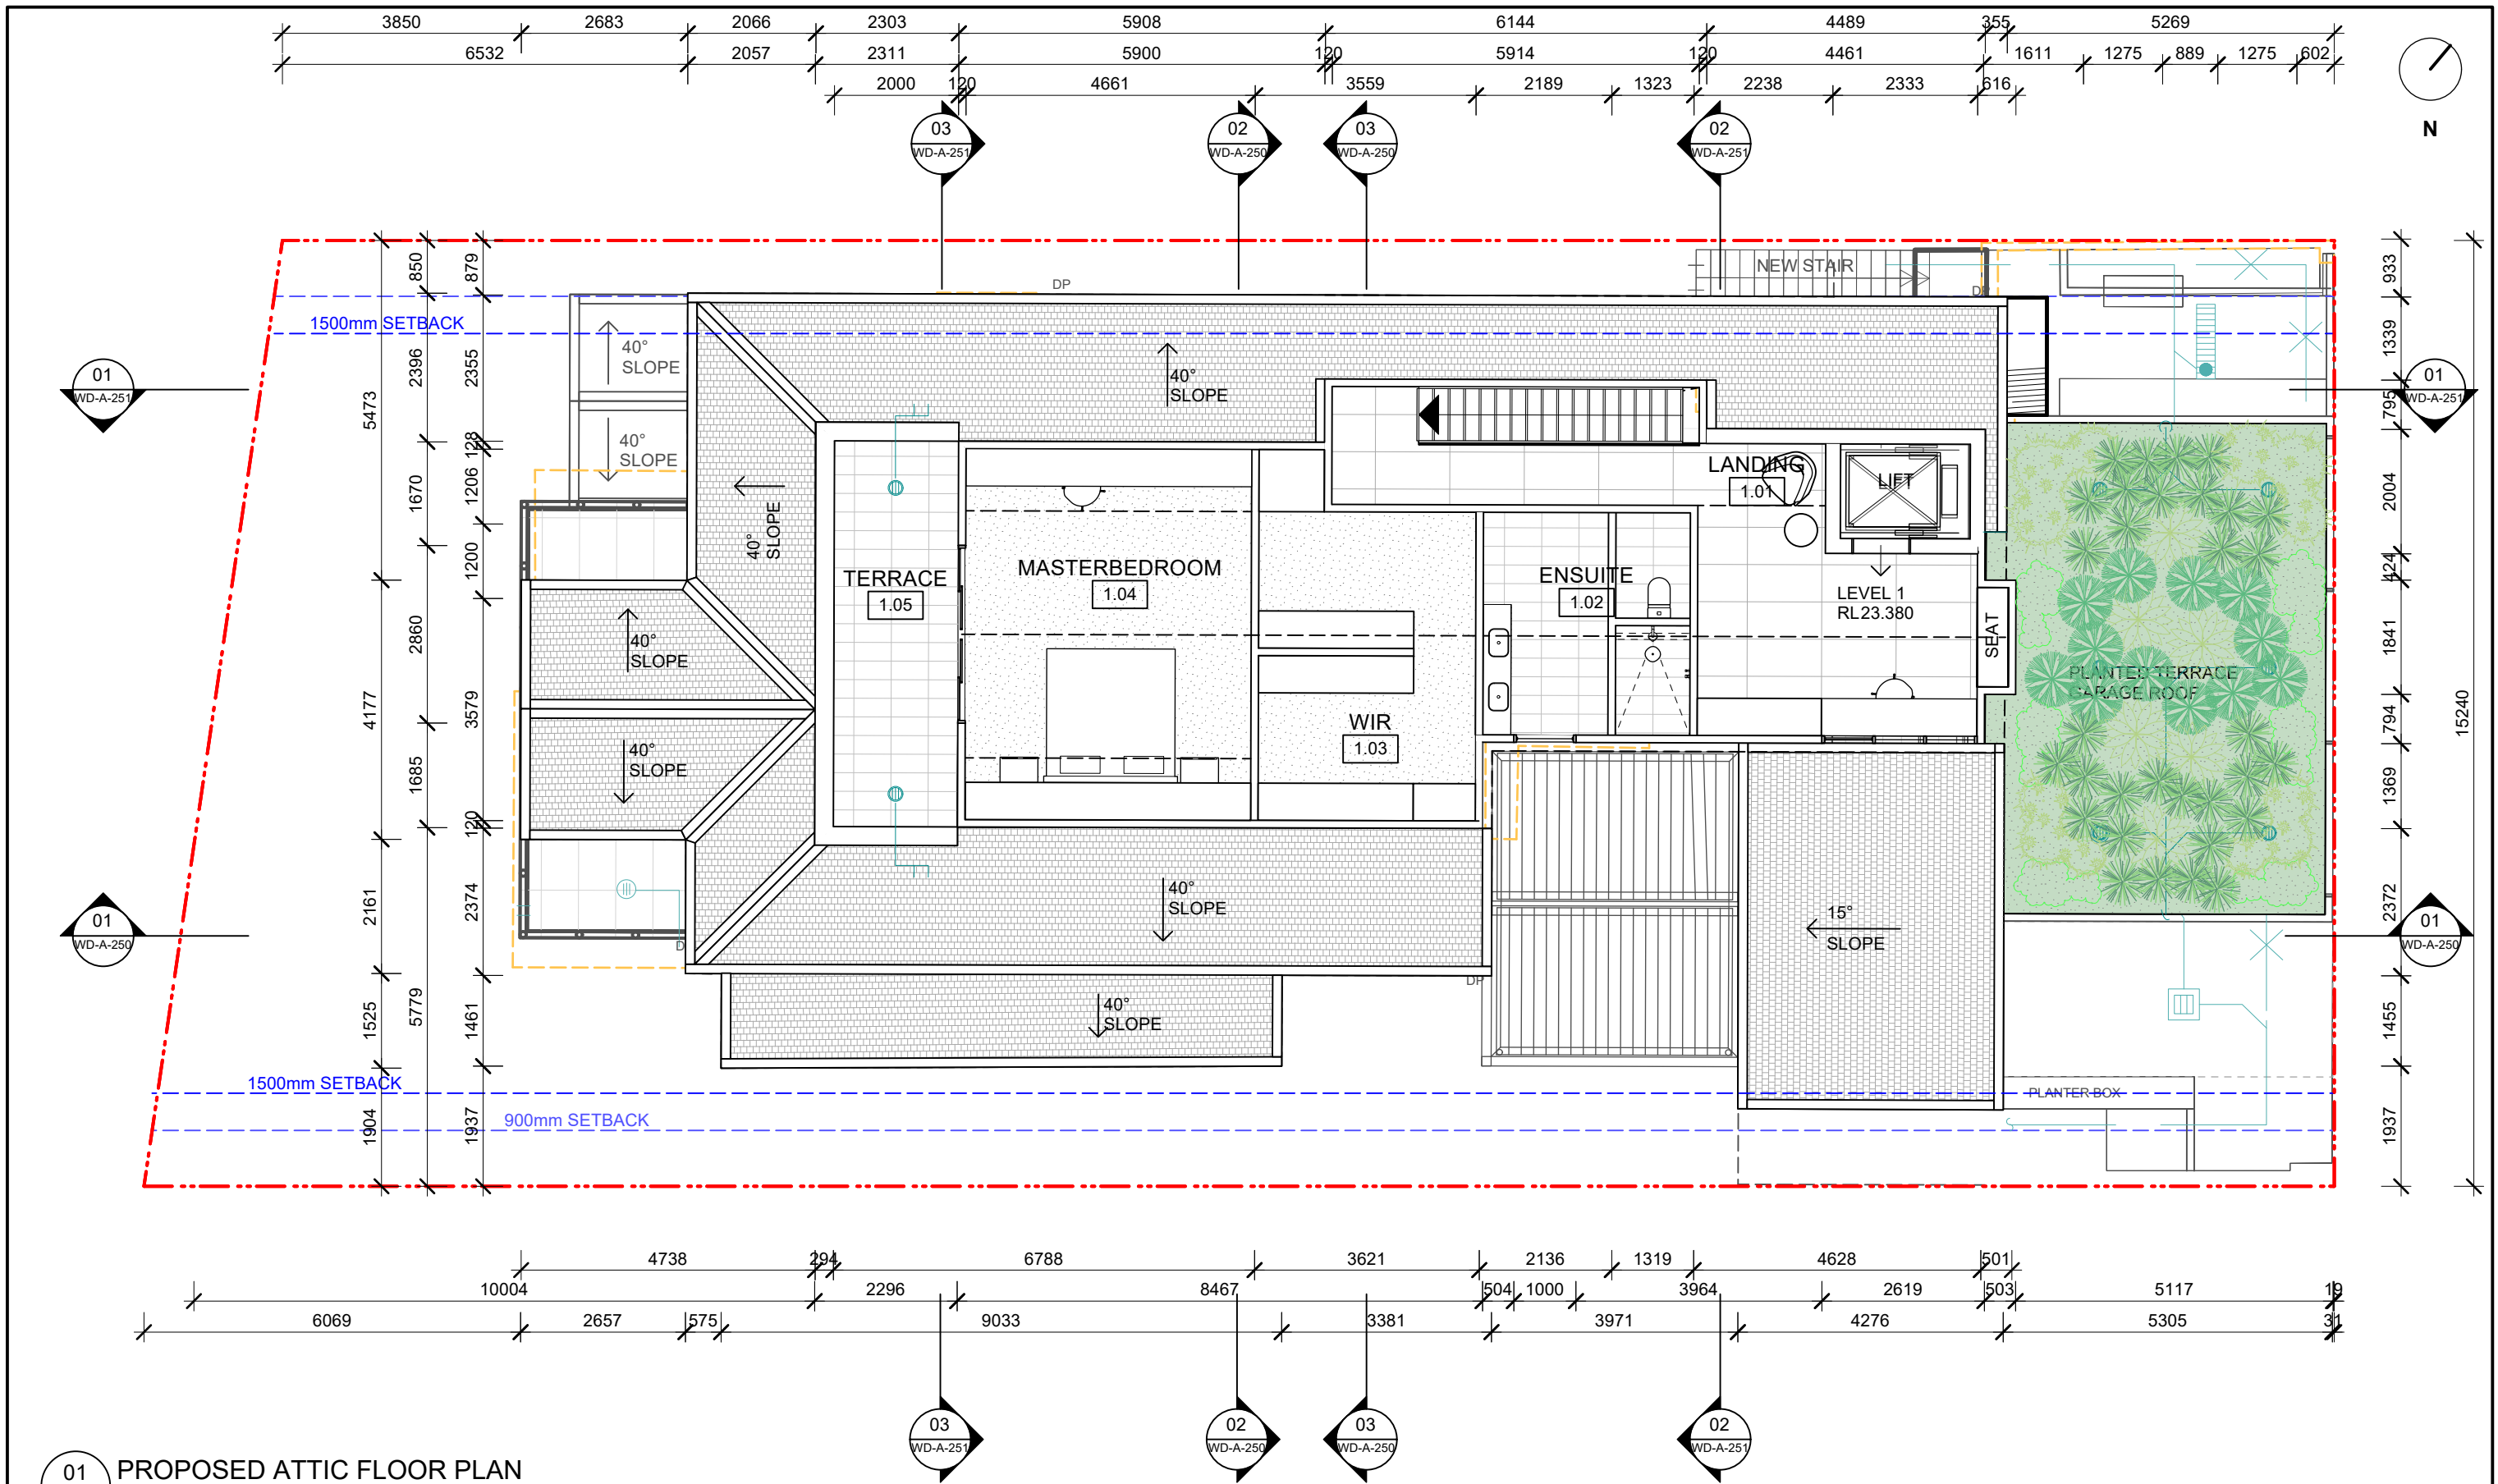 3850 2683 2066 2303 5908 6144 4489 355 5269
6532 2057 2311 5900 120 5914 120 4461 1611 1275 889 1275 602
2000 120 4661 3559 2189 1323 2238 2333 616
N
03
WD-A-251
02
WD-A-250
03
WD-A-250
02
WD-A-251
850
879
933
DP
NEW STAIR
DP
1500mm SETBACK
40°
SLOPE
40°
SLOPE
01
WD-A-251
01
WD-A-251
5473
2396
2355
1339
795
40°
SLOPE
128
1670
1206
1200
40°
SLOPE
LANDING
1.01
LIFT
2004
424
TERRACE
1.05
MASTERBEDROOM
1.04
ENSUITE
1.02
LEVEL 1
RL23.380
SEAT
1841
40°
SLOPE
2860
4177
3579
PLANTED TERRACE
GARAGE ROOF
794
15240
WIR
1.03
40°
SLOPE
1685
120
1369
2161
2374
2372
40°
SLOPE
15°
SLOPE
01
WD-A-250
01
WD-A-250
DP
1525
5779
1461
1455
40°
SLOPE
1500mm SETBACK
PLANTER BOX
900mm SETBACK
1904
1937
1937
4738 294 6788 3621 2136 1319 4628 501
10004 2296 8467 504 1000 3964 2619 503 5117 19
6069 2657 575 9033 3381 3971 4276 5305 31
03
WD-A-251
02
WD-A-250
03
WD-A-250
02
WD-A-251
01
PROPOSED ATTIC FLOOR PLAN